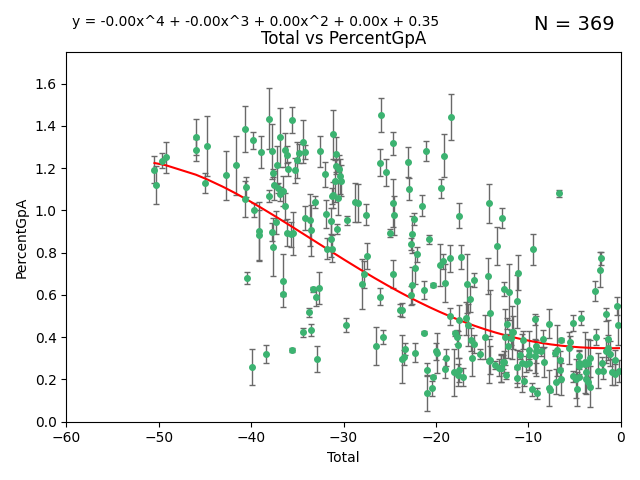 y = -0.00x^4 + -0.00x^3 + 0.00x^2 + 0.00x + 0.35
N = 369
Total vs PercentGpA
PercentGpA
1.6
1.4
1.2
1.0
0.8
0.6
0.4
0.2
0.0
−60 −50 −40 −30 −20 −10 0
Total